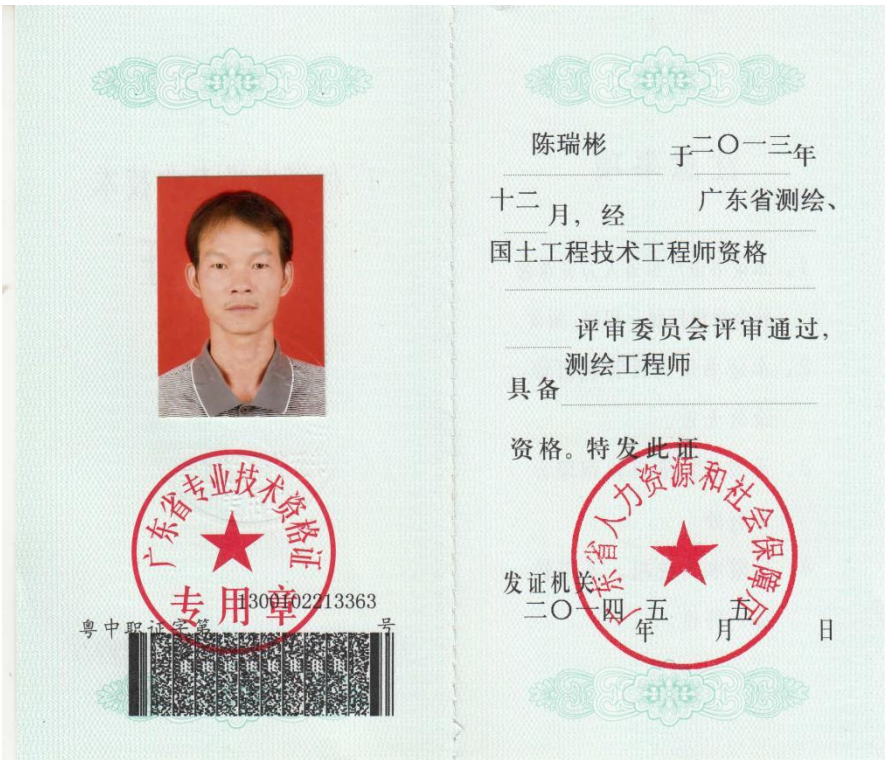 广东省专业技术资格证
专用章
1300102213363
粤中职证字第 号
陈瑞彬 于二〇一三年
十二月，经 广东省测绘、
国土工程技术工程师资格
评审委员会评审通过，
测绘工程师
具备
资格。特发此证
广东省人力资源和社会保障厅
发证机关
二〇一四年五月五日